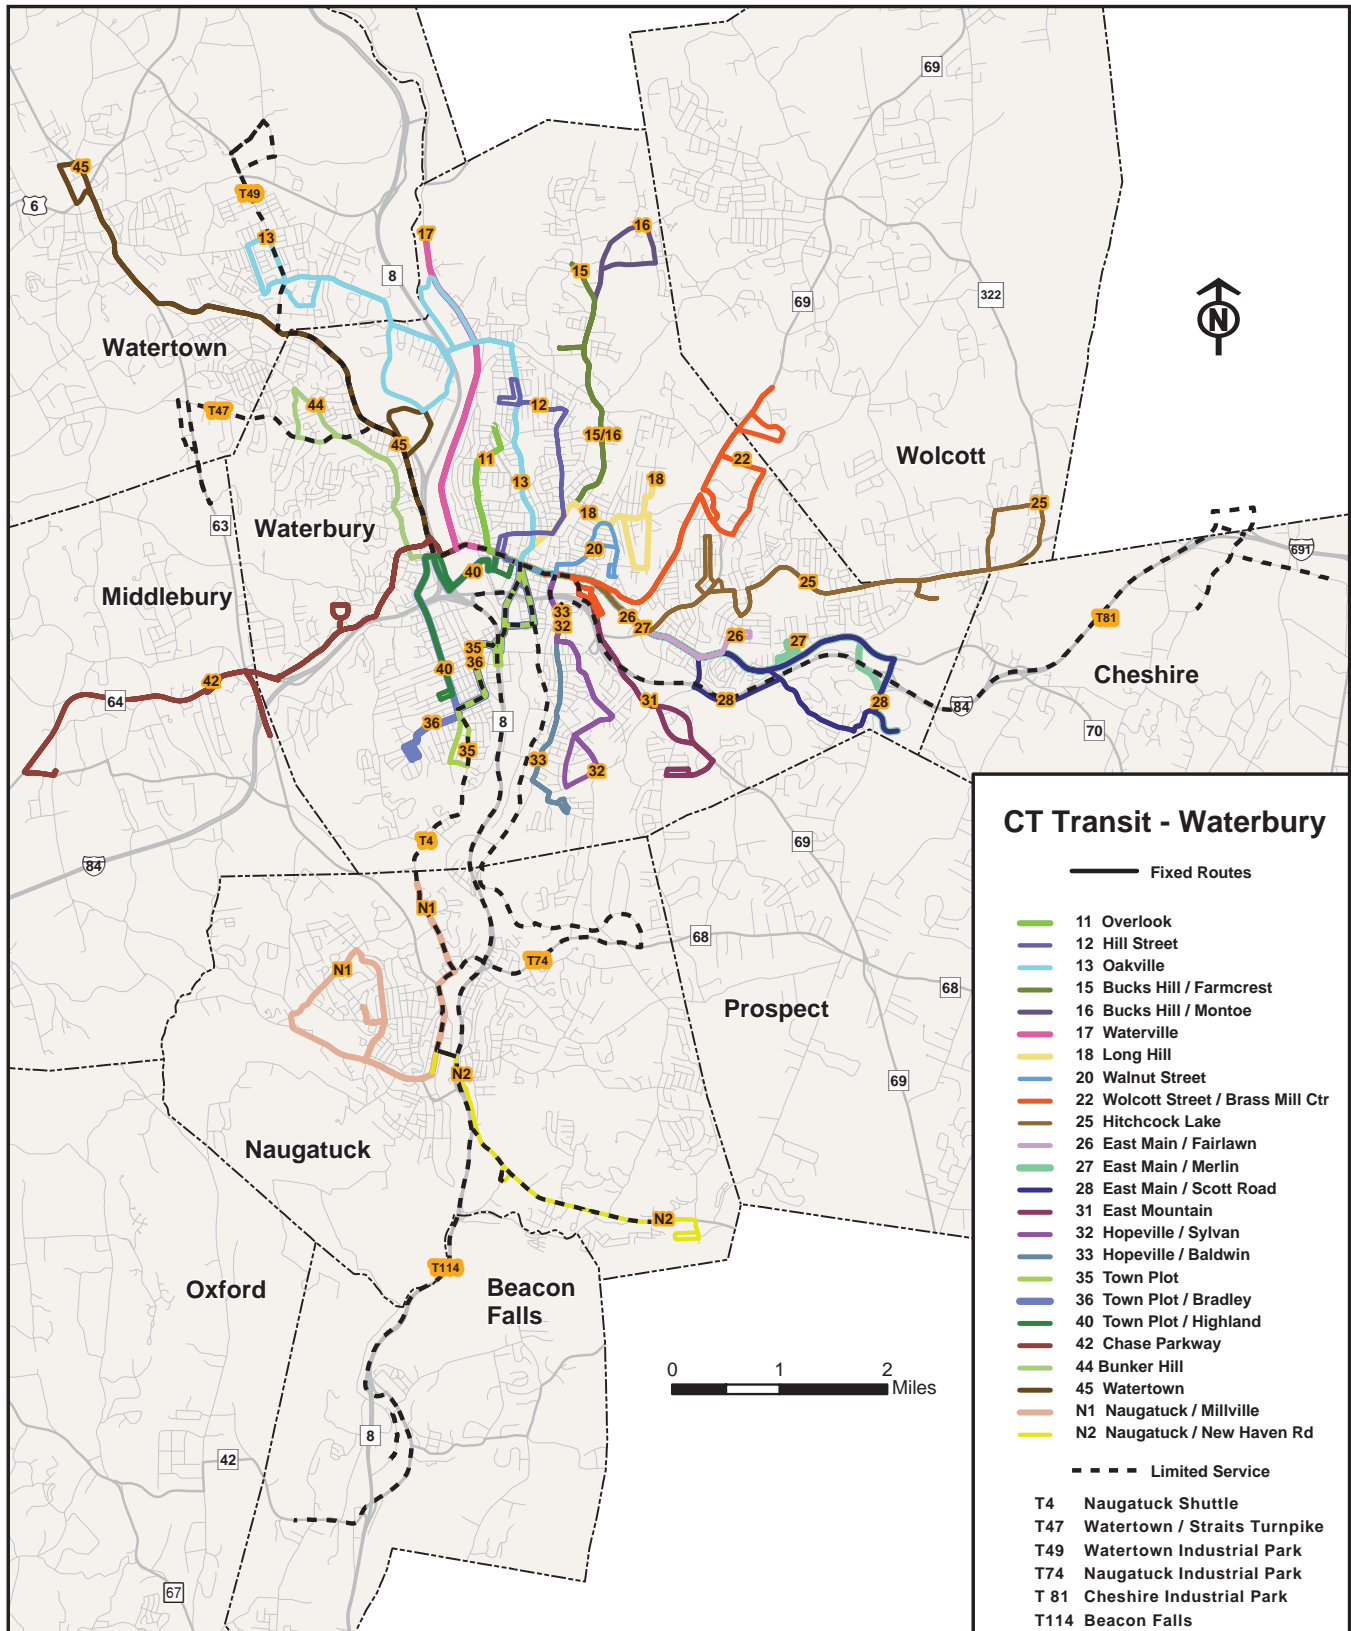 69
45
T49
6
16
17
13
15
8
322
69
N
Watertown
T47
44
12
45
15/16
22
Wolcott
11
13
18
18
25
Waterbury
63
20
691
40
25
Middlebury
33
26
T81
32
27
26
27
35
36
Cheshire
40
42
64
31
28
28
84
36
8
70
35
33
32
T4
69
84
N1
68
T74
N1
68
Prospect
N2
69
Naugatuck
N2
T114
Oxford
Beacon
Falls
0 1 2
Miles
8
42
67
CT Transit - Waterbury
Fixed Routes
11 Overlook
12 Hill Street
13 Oakville
15 Bucks Hill / Farmcrest
16 Bucks Hill / Montoe
17 Waterville
18 Long Hill
20 Walnut Street
22 Wolcott Street / Brass Mill Ctr
25 Hitchcock Lake
26 East Main / Fairlawn
27 East Main / Merlin
28 East Main / Scott Road
31 East Mountain
32 Hopeville / Sylvan
33 Hopeville / Baldwin
35 Town Plot
36 Town Plot / Bradley
40 Town Plot / Highland
42 Chase Parkway
44 Bunker Hill
45 Watertown
N1 Naugatuck / Millville
N2 Naugatuck / New Haven Rd
Limited Service
T4 Naugatuck Shuttle
T47 Watertown / Straits Turnpike
T49 Watertown Industrial Park
T74 Naugatuck Industrial Park
T 81 Cheshire Industrial Park
T114 Beacon Falls